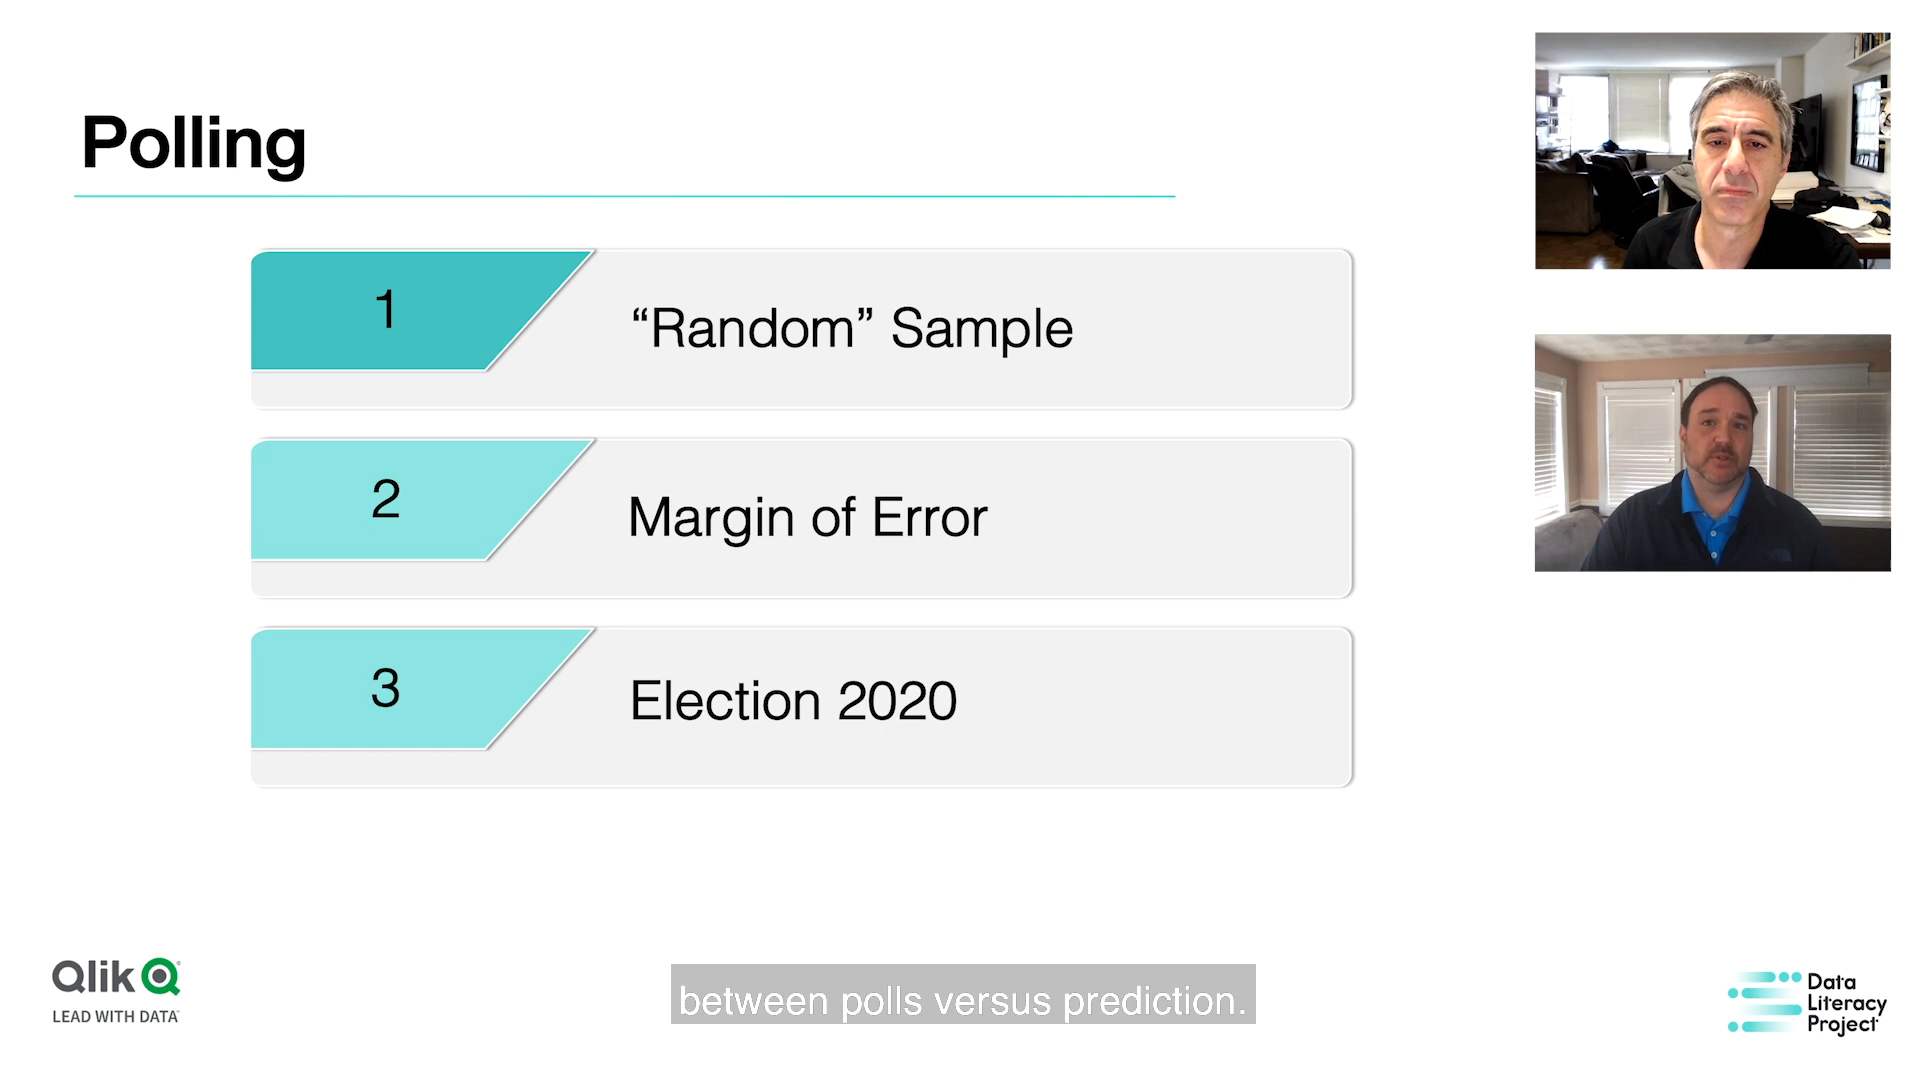 Polling
1
“Random” Sample
2
Margin of Error
3
Election 2020
Qlik
LEAD WITH DATA
between polls versus prediction.
Data
Literacy
Project